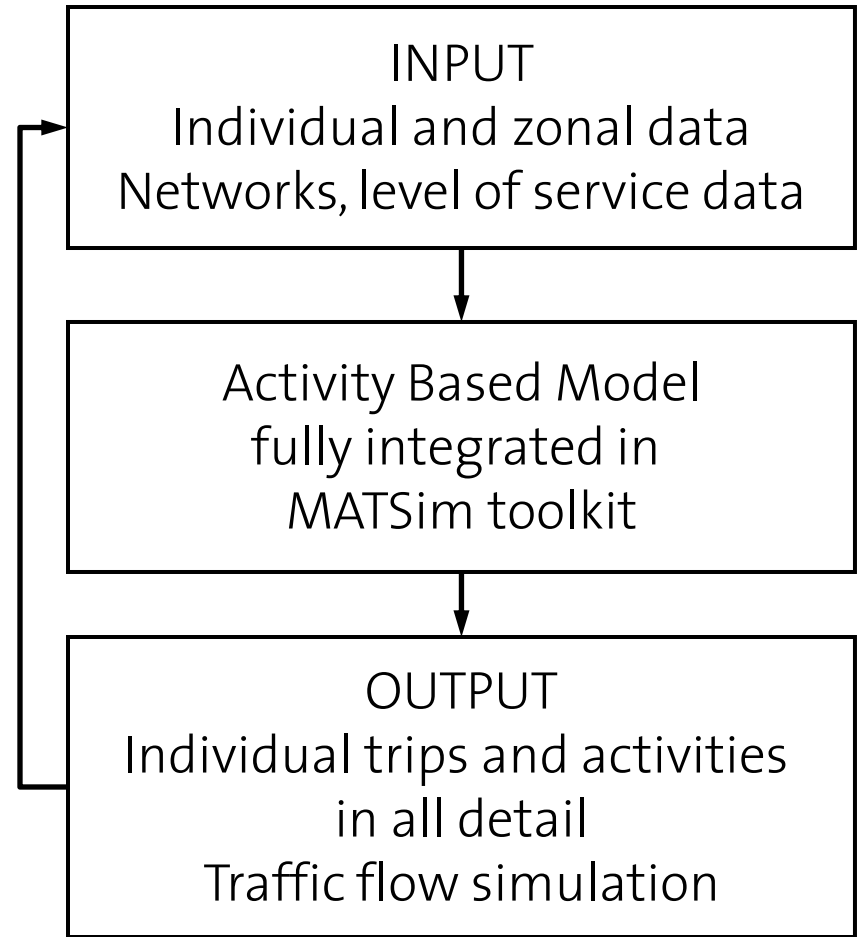 INPUT
Individual and zonal data
Networks, level of service data
Activity Based Model
fully integrated in
MATSim toolkit
OUTPUT
Individual trips and activities
in all detail
Traffic flow simulation